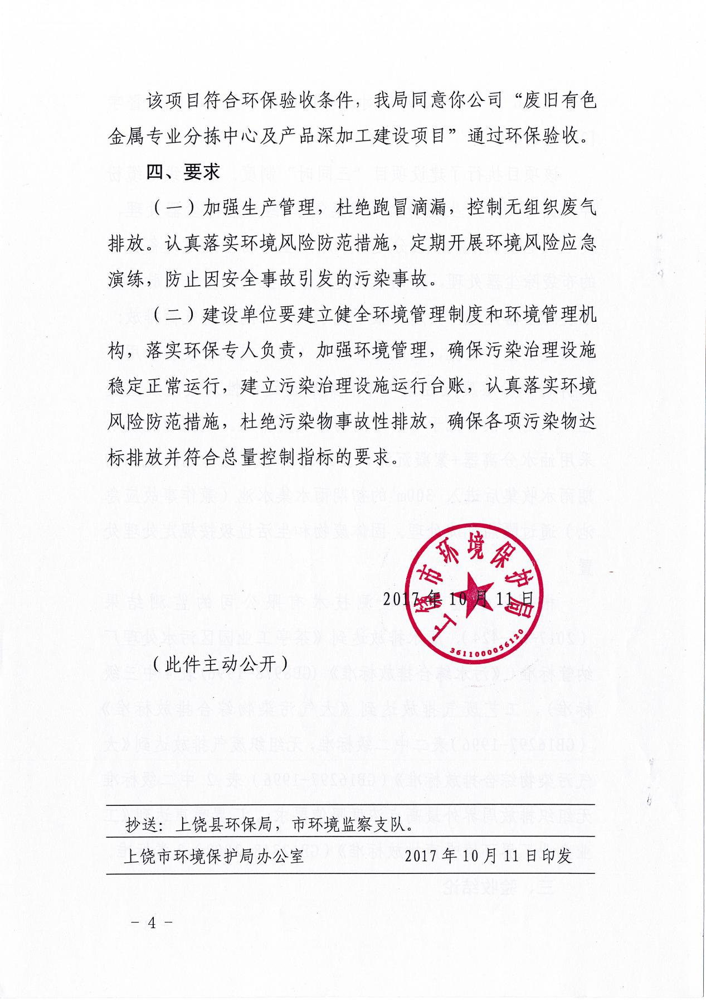 该项目符合环保验收条件，我局同意你公司“废旧有色
金属专业分拣中心及产品深加工建设项目”通过环保验收。
四、要求
（一）加强生产管理，杜绝跑冒滴漏，控制无组织废气
排放。认真落实环境风险防范措施，定期开展环境风险应急
演练，防止因安全事故引发的污染事故。
（二）建设单位要建立健全环境管理制度和环境管理机
构，落实环保专人负责，加强环境管理，确保污染治理设施
稳定正常运行，建立污染治理设施运行台账，认真落实环境
风险防范措施，杜绝污染物事故性排放，确保各项污染物达
标排放并符合总量控制指标的要求。
上饶市环境保护局
2017年10月11日
3611000056120
（此件主动公开）
抄送：上饶县环保局，市环境监察支队。
上饶市环境保护局办公室 2017年10月11日印发
- 4 -